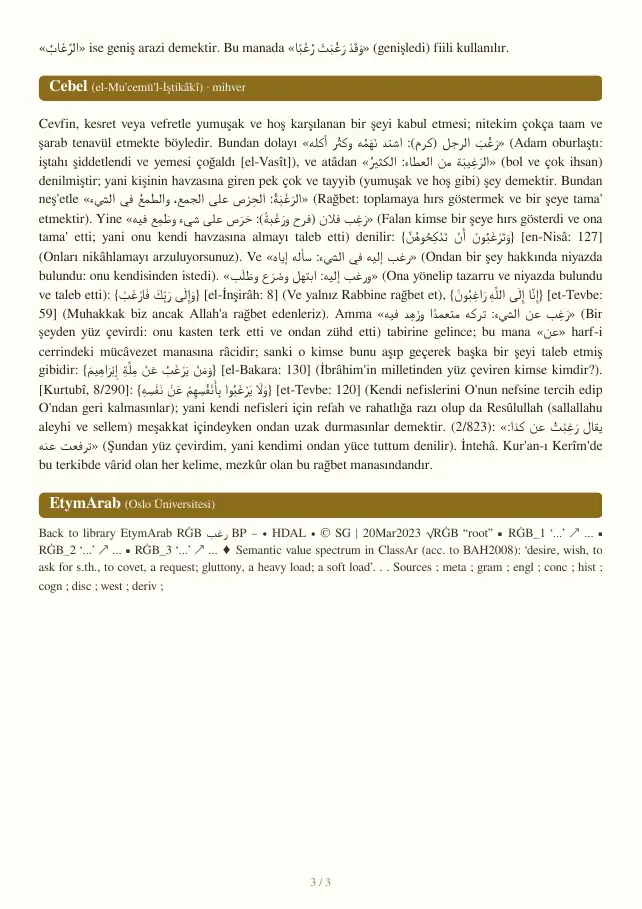 «الرِّغَابُ» ise geniş arazi demektir. Bu manada «وَقَدْ رَغُبَتْ رُغْبًا» (genişledi) fiili kullanılır.
Cebel (el-Mu'cemü'l-İştikâkî) · mihver
Cevfin, kesret veya vefretle yumuşak ve hoş karşılanan bir şeyi kabul etmesi; nitekim çokça taam ve
şarab tenavül etmekte böyledir. Bundan dolayı «رَغُبَ الرجل (كرم): اشتد نَهَمُه وكثُر أكله» (Adam oburlaştı:
iştahı şiddetlendi ve yemesi çoğaldı [el-Vasît]), ve atâdan «الرَغِيبَة من العطاء: الكثيرُ» (bol ve çok ihsan)
denilmiştir; yani kişinin havzasına giren pek çok ve tayyib (yumuşak ve hoş gibi) şey demektir. Bundan
neş'etle «الرَغْبَةُ: الحِرْص على الجمع، والطمعُ في الشيء» (Rağbet: toplamaya hırs göstermek ve bir şeye tama'
etmektir). Yine «رَغِب فلان (فرح ورَغْبةً): حَرَص على شيء وطَمِع فيه» (Falan kimse bir şeye hırs gösterdi ve ona
tama' etti; yani onu kendi havzasına almayı taleb etti) denilir: {وَتَرْغَبُونَ أَنْ تَنْكِحُوهُنَّ} [en-Nisâ: 127]
(Onları nikâhlamayı arzuluyorsunuz). Ve «رغب إليه في الشيء: سأله إياه» (Ondan bir şey hakkında niyazda
bulundu: onu kendisinden istedi). «ورغب إليه: ابتهل وضَرَع وطلَب» (Ona yönelip tazarru ve niyazda bulundu
ve taleb etti): {وَإِلَى رَبِّكَ فَارْغَبْ} [el-İnşirâh: 8] (Ve yalnız Rabbine rağbet et), {إِنَّا إِلَى اللَّهِ رَاغِبُونَ} [et-Tevbe:
59] (Muhakkak biz ancak Allah'a rağbet edenleriz). Amma «رَغِب عن الشيء: تركه متعمدًا وزَهِد فيه» (Bir
şeyden yüz çevirdi: onu kasten terk etti ve ondan zühd etti) tabirine gelince; bu mana «عن» harf-i
cerrindeki mücâvezet manasına râcidir; sanki o kimse bunu aşıp geçerek başka bir şeyi taleb etmiş
gibidir: {وَمَنْ يَرْغَبُ عَنْ مِلَّةِ إِبْرَاهِيمَ} [el-Bakara: 130] (İbrâhim'in milletinden yüz çeviren kimse kimdir?).
[Kurtubî, 8/290]: {وَلَا يَرْغَبُوا بِأَنْفُسِهِمْ عَنْ نَفْسِهِ} [et-Tevbe: 120] (Kendi nefislerini O'nun nefsine tercih edip
O'ndan geri kalmasınlar); yani kendi nefisleri için refah ve rahatlığa razı olup da Resûlullah (sallallahu
aleyhi ve sellem) meşakkat içindeyken ondan uzak durmasınlar demektir. (2/823): «يقال رَغِبْتُ عن كذا:
ترفعت عنه» (Şundan yüz çevirdim, yani kendimi ondan yüce tuttum denilir). İntehâ. Kur'an-ı Kerîm'de
bu terkibde vârid olan her kelime, mezkûr olan bu rağbet manasındandır.
EtymArab (Oslo Üniversitesi)
Back to library EtymArab RĠB رغب BP – • HDAL • © SG | 20Mar2023 √RĠB “root” ▪ RĠB_1 ‘...’ ↗ ... ▪
RĠB_2 ‘...’ ↗ ... ▪ RĠB_3 ‘...’ ↗ ... ♦ Semantic value spectrum in ClassAr (acc. to BAH2008): ‘desire, wish, to
ask for s.th., to covet, a request; gluttony, a heavy load; a soft load’. . . Sources ; meta ; gram ; engl ; conc ; hist ;
cogn ; disc ; west ; deriv ;
3 / 3